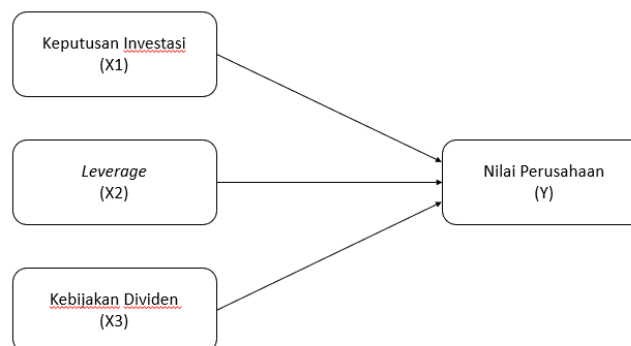 Keputusan Investasi
(X1)
Leverage
(X2)
Nilai Perusahaan
(Y)
Kebijakan Dividen
(X3)